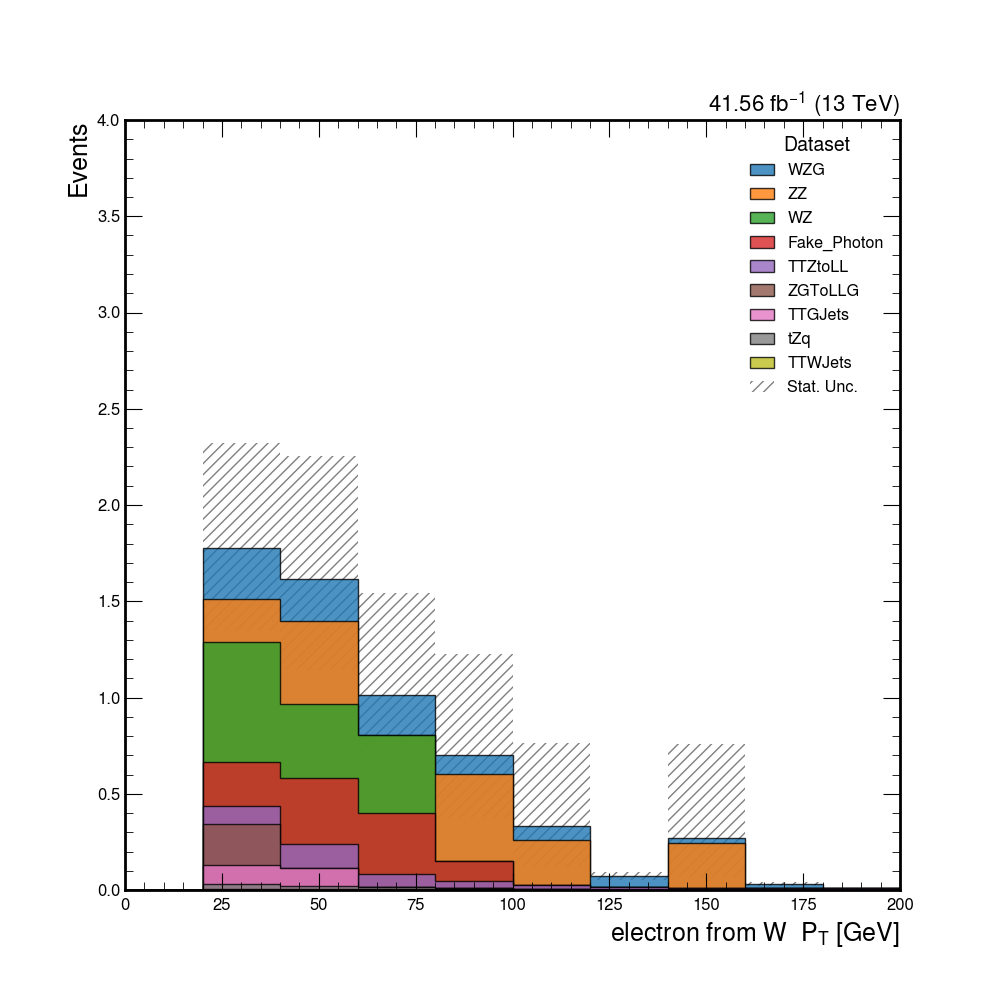 41.56 fb⁻¹ (13 TeV)
Events
4.0
3.5
3.0
2.5
2.0
1.5
1.0
0.5
0.0
Dataset
WZG
ZZ
WZ
Fake_Photon
TTZtoLL
ZGToLLG
TTGJets
tZq
TTWJets
Stat. Unc.
0 25 50 75 100 125 150 175 200
electron from W P_T [GeV]